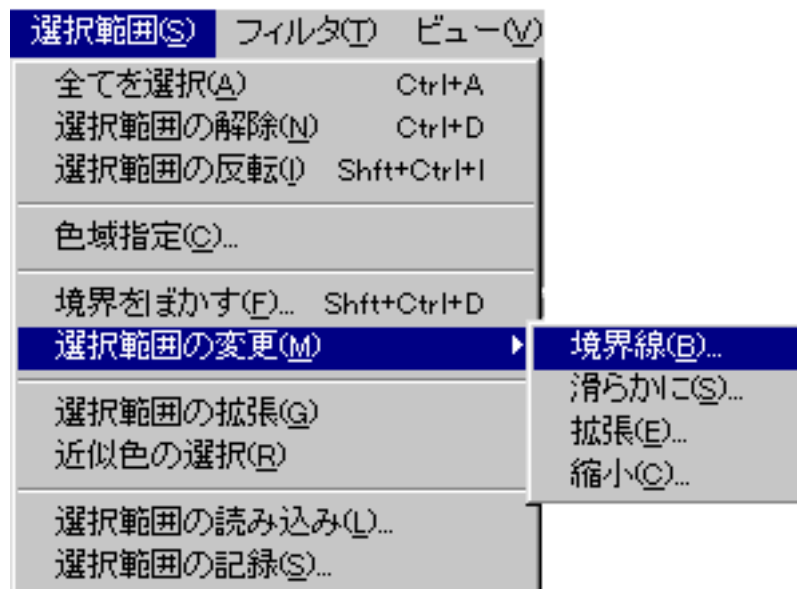 選択範囲(S) フィルタ(T) ビュー(V)
全てを選択(A) Ctrl+A
選択範囲の解除(N) Ctrl+D
選択範囲の反転(I) Shft+Ctrl+I
色域指定(C)...
境界をぼかす(F)... Shft+Ctrl+D
選択範囲の変更(M)
境界線(B)...
滑らかに(S)...
拡張(E)...
縮小(C)...
選択範囲の拡張(G)
近似色の選択(R)
選択範囲の読み込み(L)...
選択範囲の記録(S)...